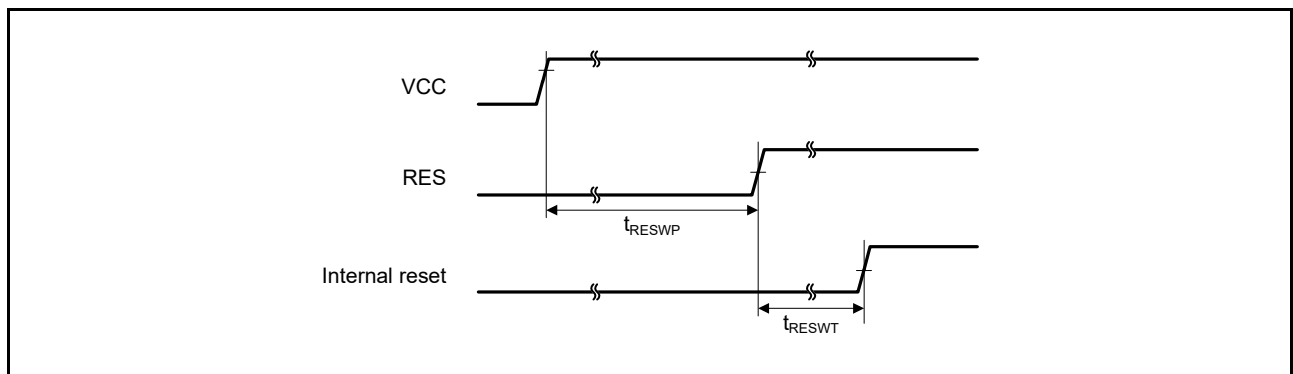 VCC
RES
tRESWP
Internal reset
tRESWT